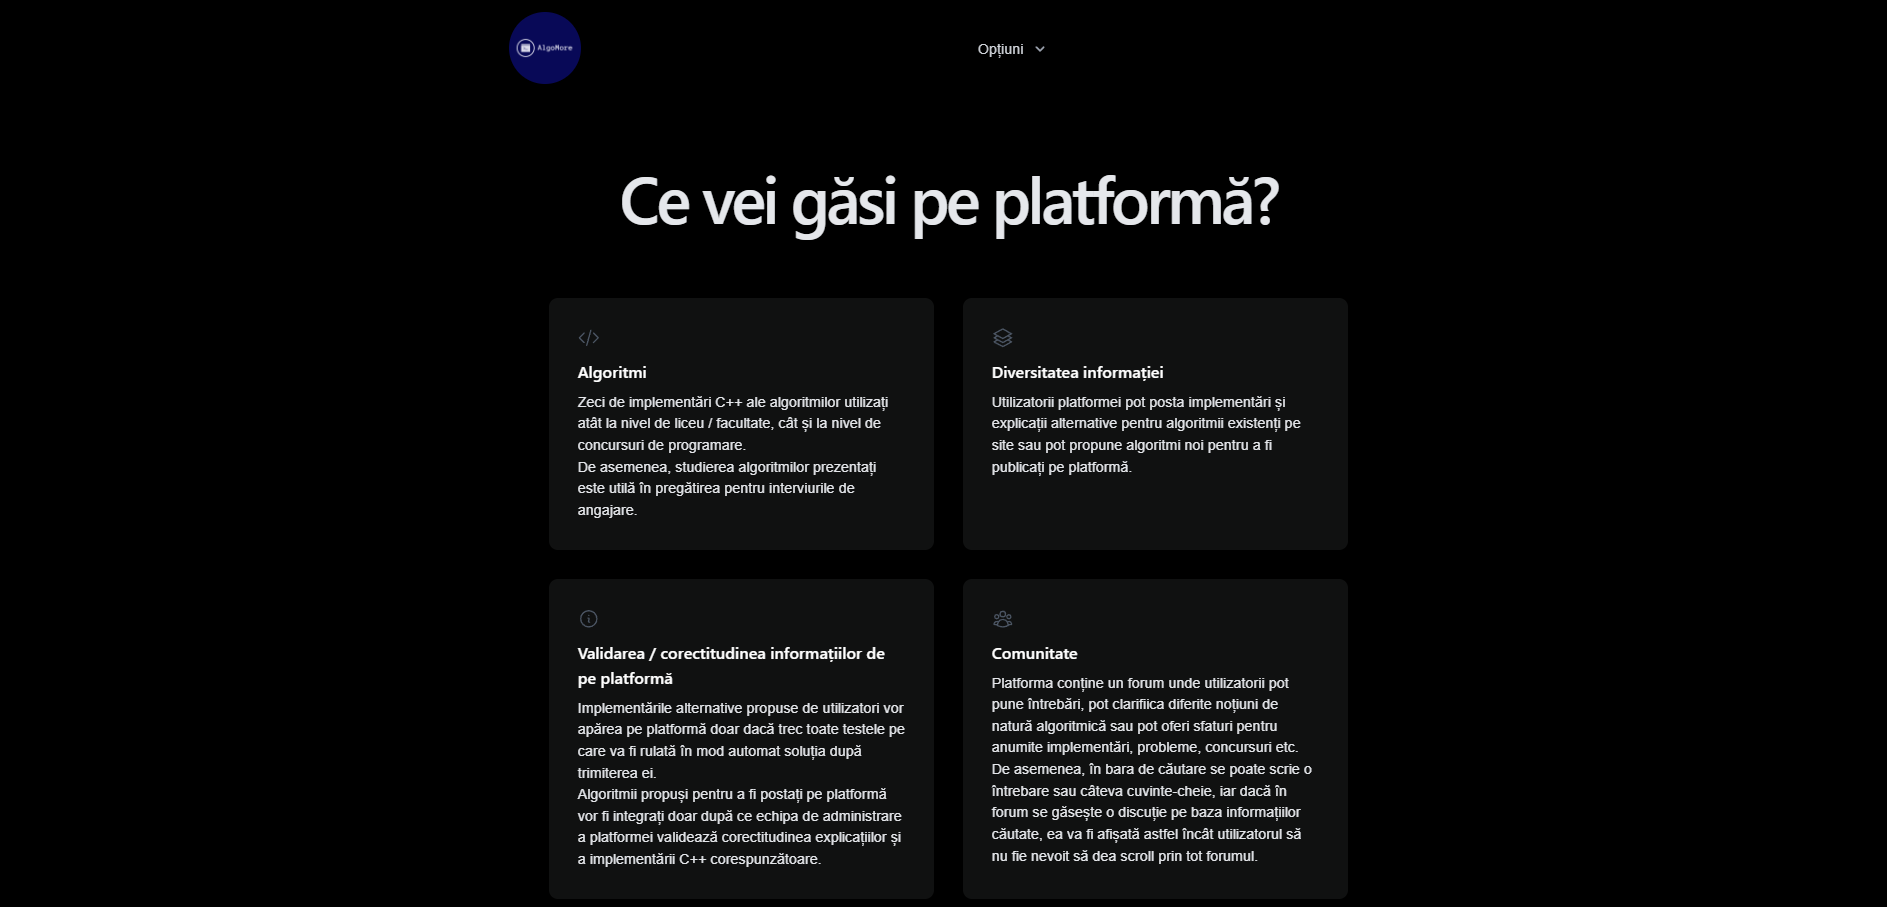 AlgoMore
Opțiuni
Ce vei găsi pe platformă?
Algoritmi
Zeci de implementări C++ ale algoritmilor utilizați
atât la nivel de liceu / facultate, cât și la nivel de
concursuri de programare.
De asemenea, studierea algoritmilor prezentați
este utilă în pregătirea pentru interviurile de
angajare.
Diversitatea informației
Utilizatorii platformei pot posta implementări și
explicații alternative pentru algoritmii existenți pe
site sau pot propune algoritmi noi pentru a fi
publicați pe platformă.
Validarea / corectitudinea informațiilor de
pe platformă
Implementările alternative propuse de utilizatori vor
apărea pe platformă doar dacă trec toate testele pe
care va fi rulată în mod automat soluția după
trimiterea ei.
Algoritmii propuși pentru a fi postați pe platformă
vor fi integrați doar după ce echipa de administrare
a platformei validează corectitudinea explicațiilor și
a implementării C++ corespunzătoare.
Comunitate
Platforma conține un forum unde utilizatorii pot
pune întrebări, pot clarifiica diferite noțiuni de
natură algoritmică sau pot oferi sfaturi pentru
anumite implementări, probleme, concursuri etc.
De asemenea, în bara de căutare se poate scrie o
întrebare sau câteva cuvinte-cheie, iar dacă în
forum se găsește o discuție pe baza informațiilor
căutate, ea va fi afișată astfel încât utilizatorul să
nu fie nevoit să dea scroll prin tot forumul.